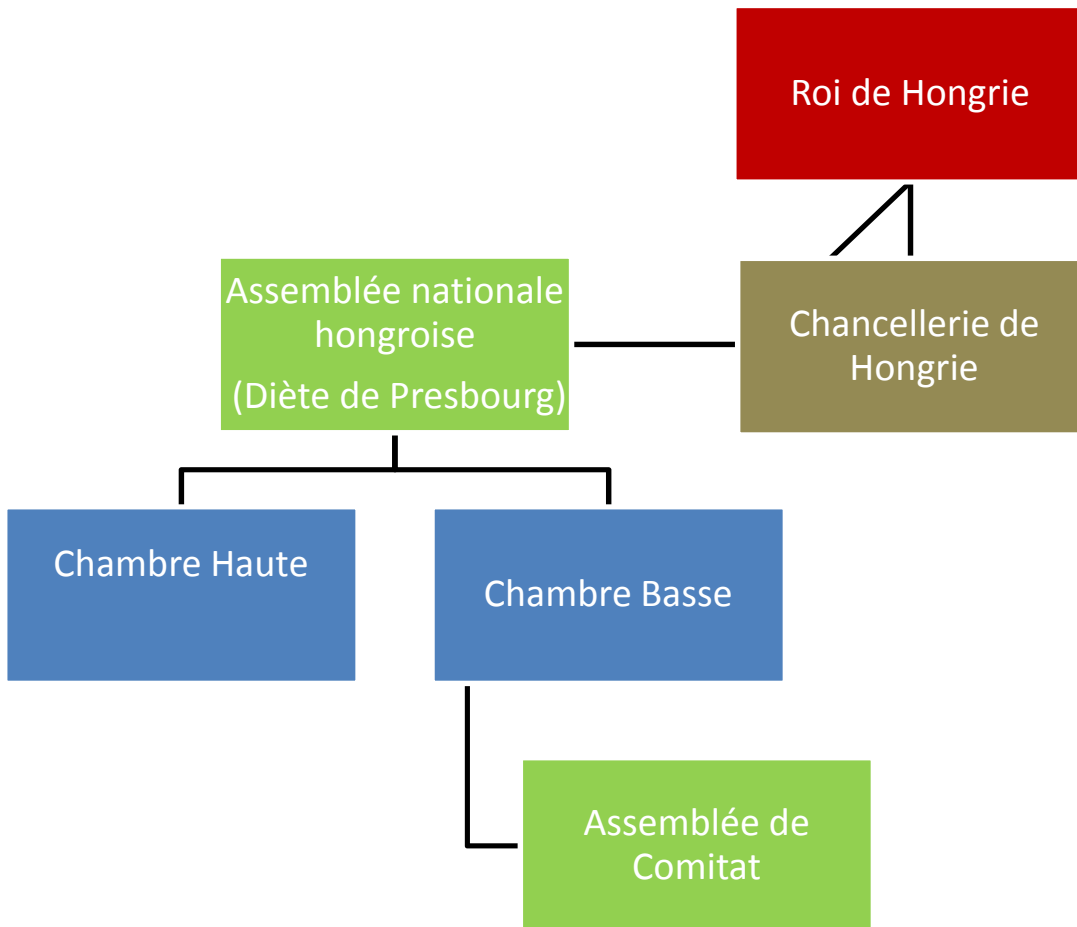 Roi de Hongrie
Assemblée nationale
hongroise
(Diète de Presbourg)
Chancellerie de
Hongrie
Chambre Haute
Chambre Basse
Assemblée de
Comitat